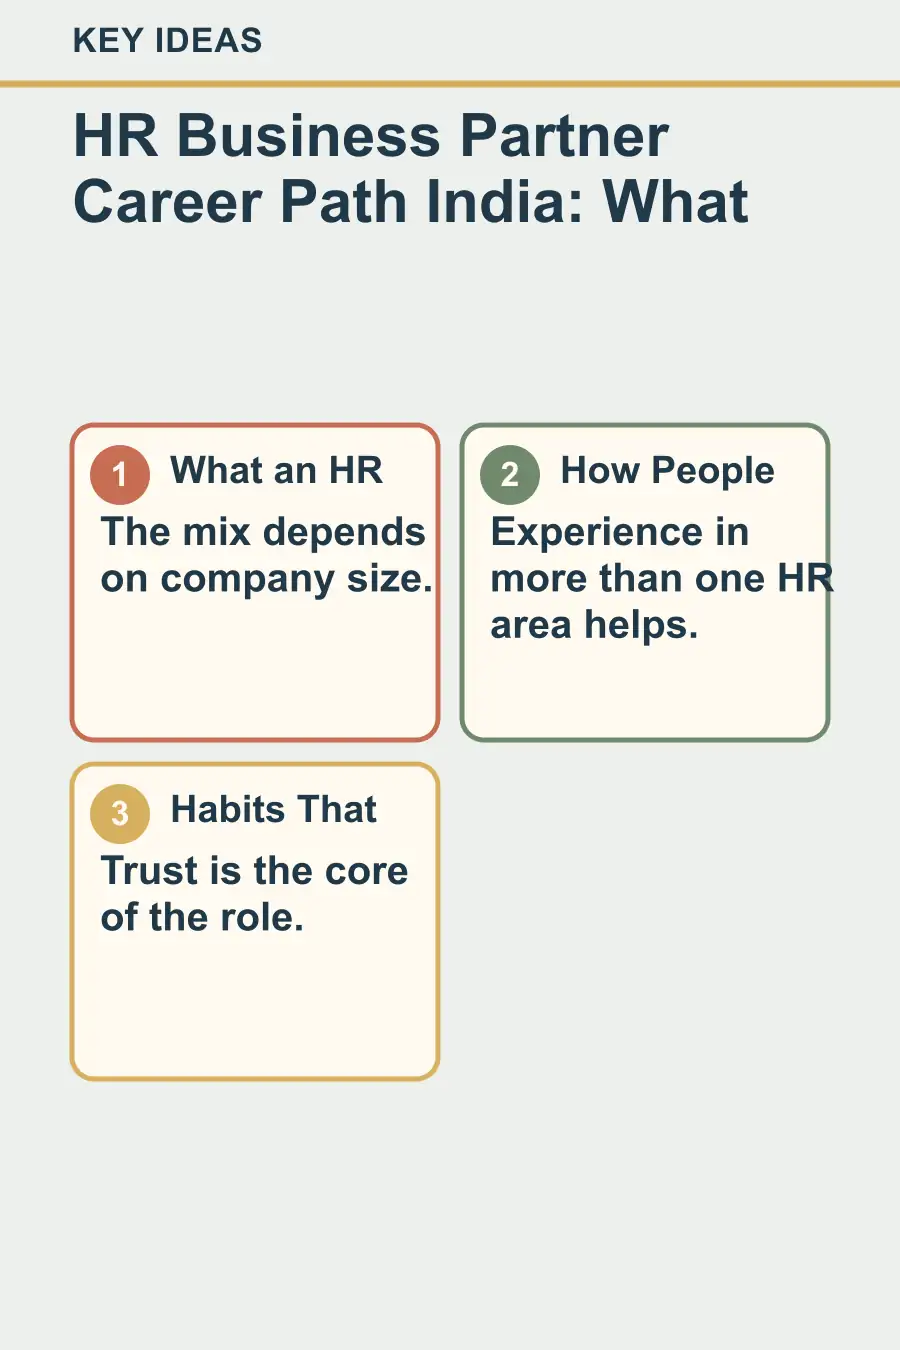 KEY IDEAS
HR Business Partner
Career Path India: What
1 What an HR
The mix depends
on company size.
2 How People
Experience in
more than one HR
area helps.
3 Habits That
Trust is the core
of the role.